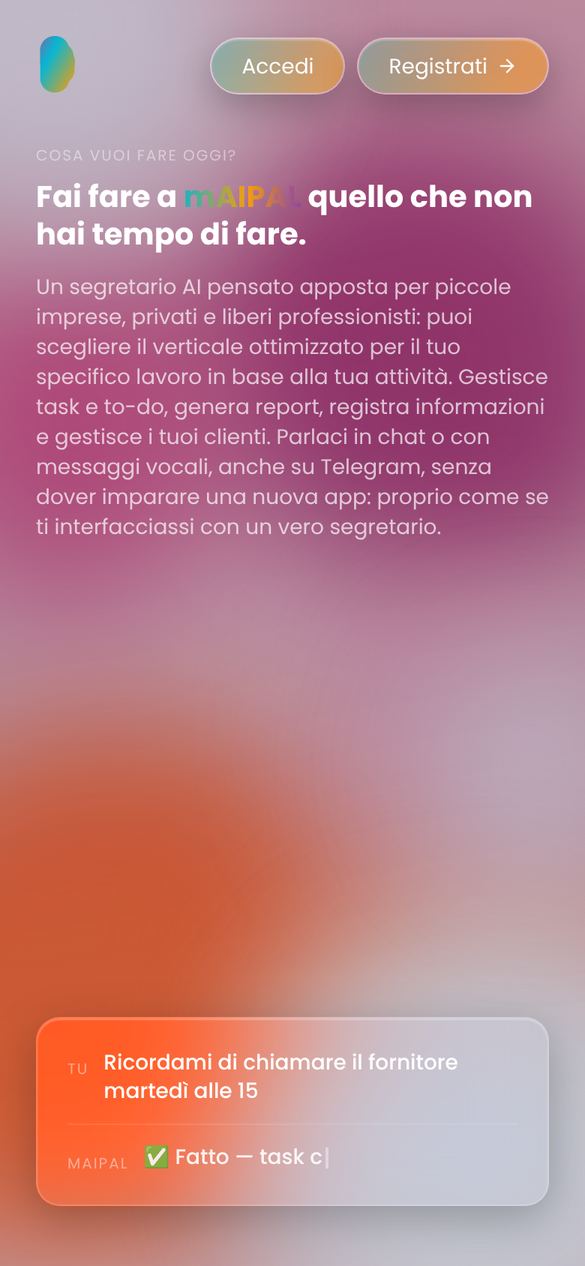 Accedi
Registrati →
COSA VUOI FARE OGGI?
Fai fare a mAIPAL quello che non
hai tempo di fare.
Un segretario AI pensato apposta per piccole
imprese, privati e liberi professionisti: puoi
scegliere il verticale ottimizzato per il tuo
specifico lavoro in base alla tua attività. Gestisce
task e to-do, genera report, registra informazioni
e gestisce i tuoi clienti. Parlaci in chat o con
messaggi vocali, anche su Telegram, senza
dover imparare una nuova app: proprio come se
ti interfacciassi con un vero segretario.
TU Ricordami di chiamare il fornitore
martedì alle 15
MAIPAL ✅ Fatto — task c